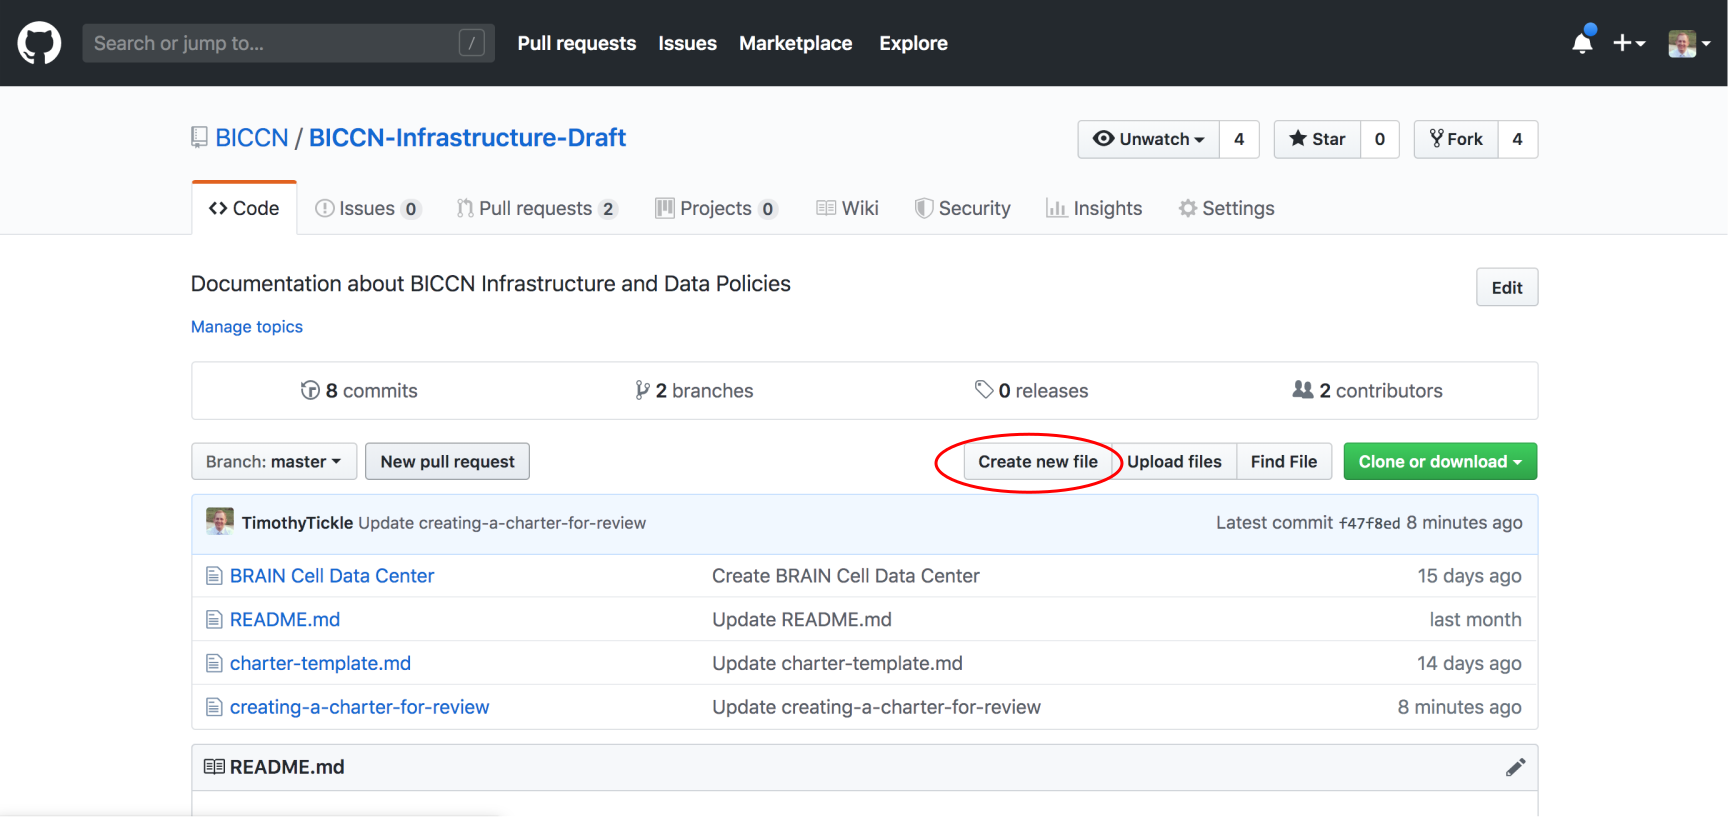 Search or jump to... / Pull requests Issues Marketplace Explore
BICCN / BICCN-Infrastructure-Draft Unwatch 4 Star 0 Fork 4
Code Issues 0 Pull requests 2 Projects 0 Wiki Security Insights Settings
Documentation about BICCN Infrastructure and Data Policies Edit
Manage topics
8 commits 2 branches 0 releases 2 contributors
Branch: master New pull request Create new file Upload files Find File Clone or download
TimothyTickle Update creating-a-charter-for-review Latest commit f47f8ed 8 minutes ago
BRAIN Cell Data Center Create BRAIN Cell Data Center 15 days ago
README.md Update README.md last month
charter-template.md Update charter-template.md 14 days ago
creating-a-charter-for-review Update creating-a-charter-for-review 8 minutes ago
README.md